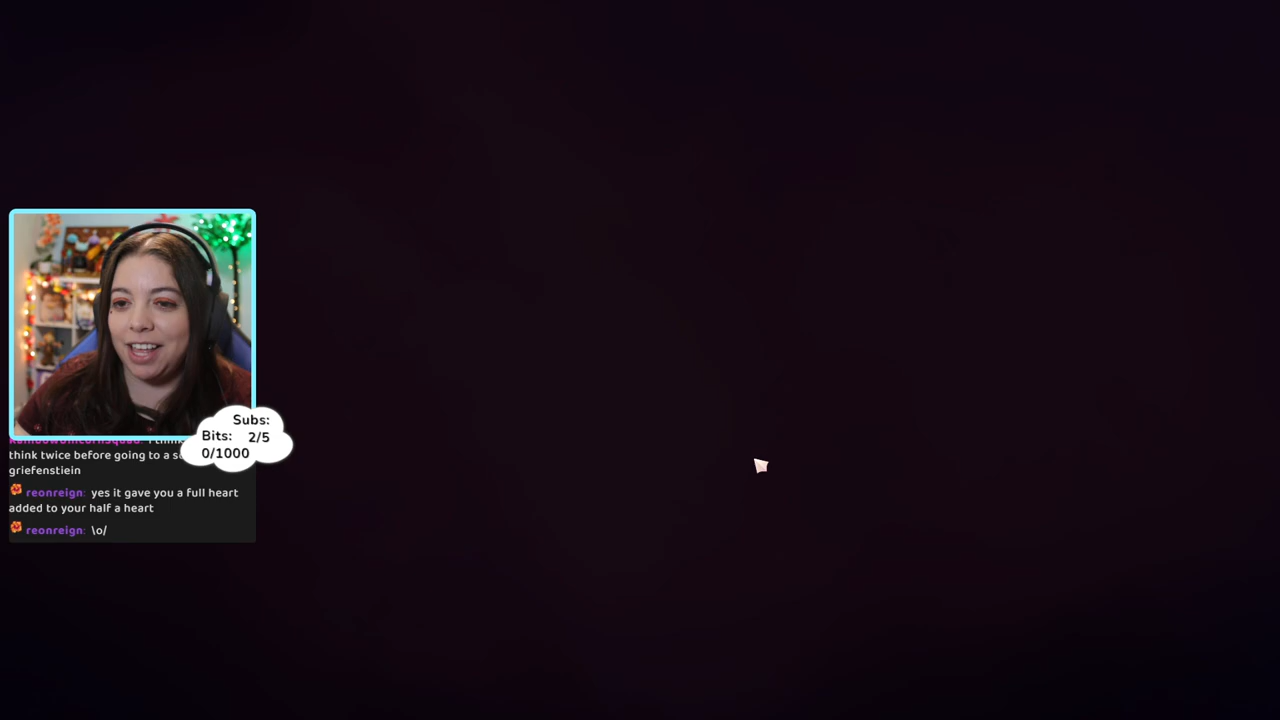 Subs:
Bits: 2/5
0/1000
think twice before going to a
griefenstiein
reonreign: yes it gave you a full heart
added to your half a heart
reonreign: \o/